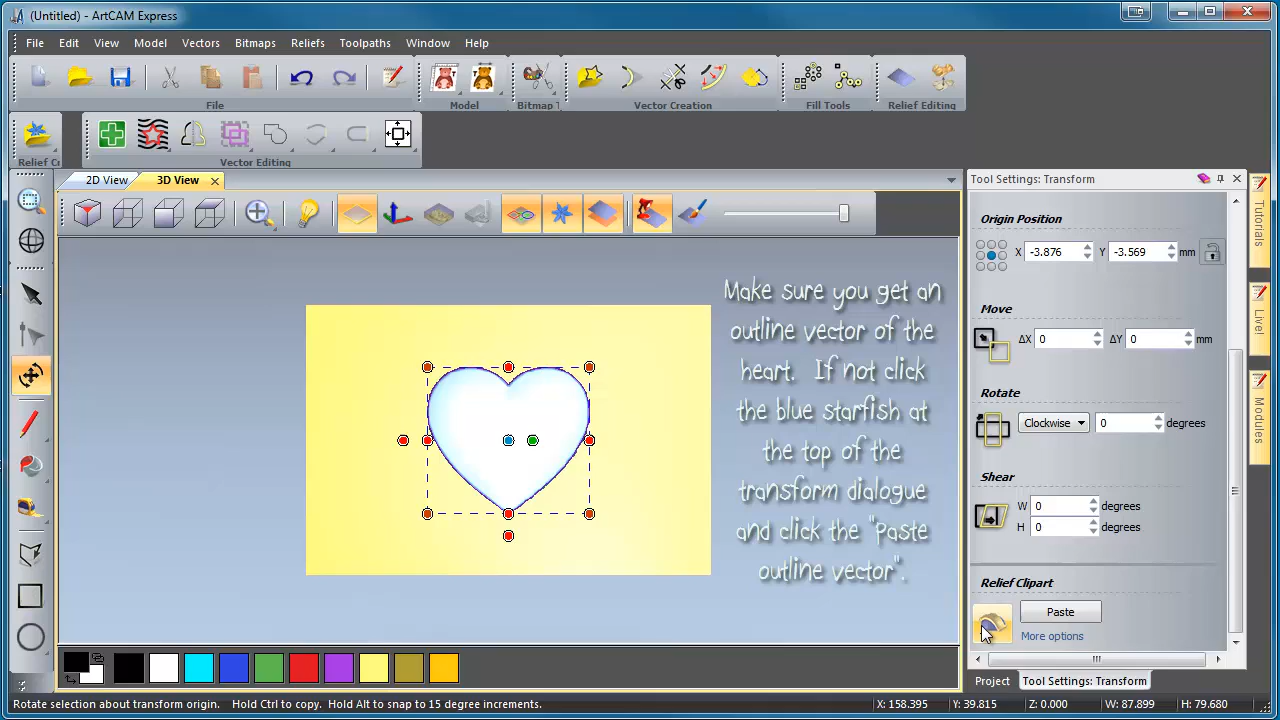 (Untitled) - ArtCAM Express
File Edit View Model Vectors Bitmaps Reliefs Toolpaths Window Help
File Model Bitmap T Vector Creation Fill Tools Relief Editing
Relief Cr Vector Editing
2D View 3D View
Tool Settings: Transform
Origin Position
X -3.876 Y -3.569 mm
Move
ΔX 0 ΔY 0 mm
Rotate
Clockwise 0 degrees
Shear
W 0 degrees
H 0 degrees
Relief Clipart
Paste
More options
Project Tool Settings: Transform
Tutorials
Live!
Modules
Make sure you get an
outline vector of the
heart. If not click
the blue starfish at
the top of the
transform dialogue
and click the "Paste
outline vector".
Rotate selection about transform origin. Hold Ctrl to copy. Hold Alt to snap to 15 degree increments. X: 158.395 Y: 39.815 Z: 0.000 W: 87.899 H: 79.680